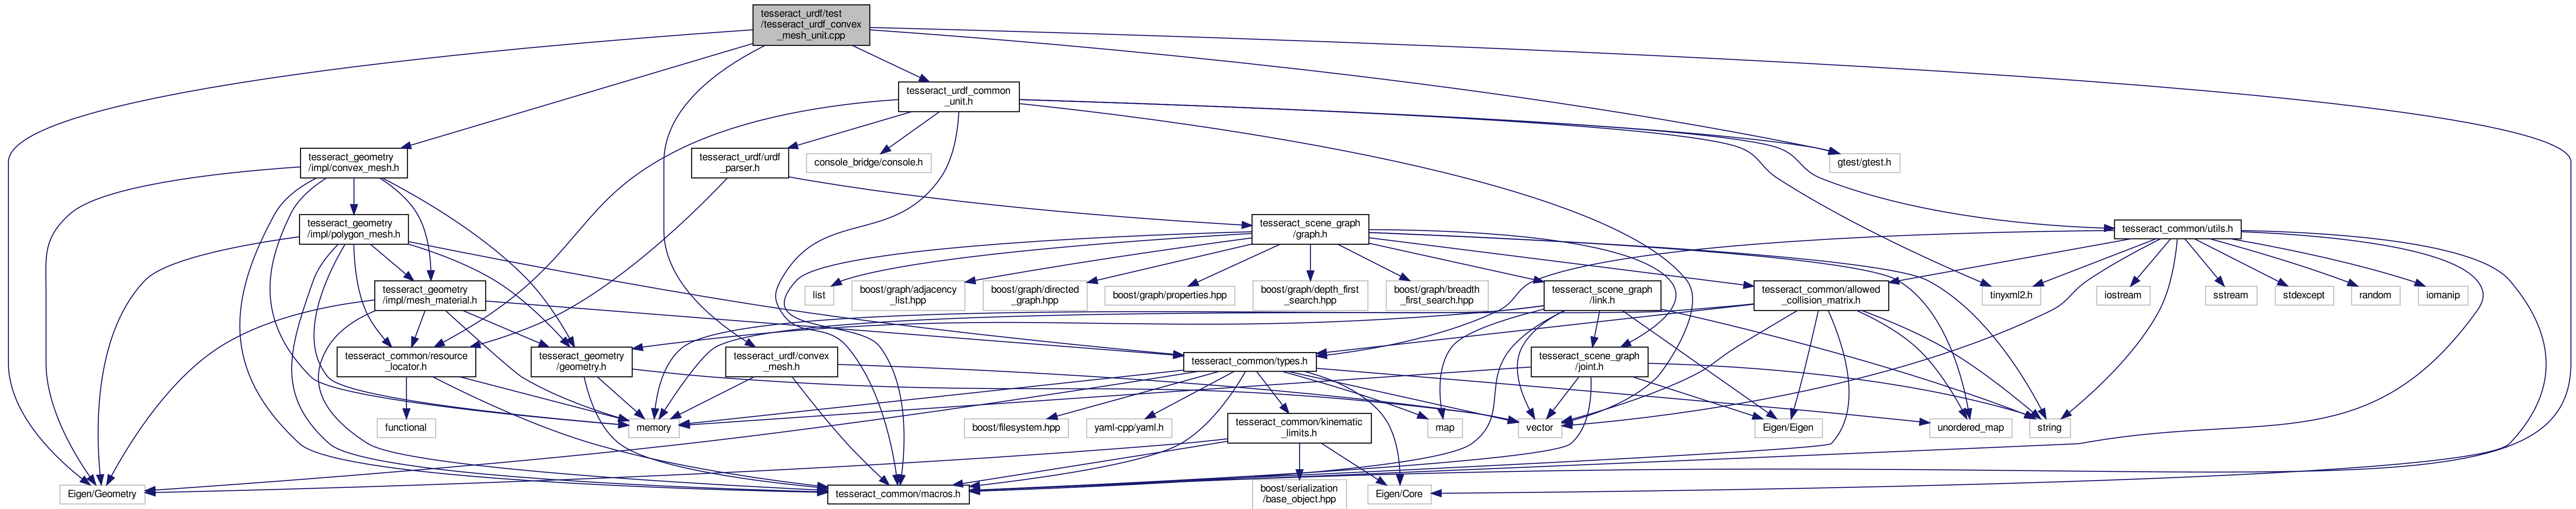 tesseract_urdf/test
/tesseract_urdf_convex
_mesh_unit.cpp
tesseract_urdf_common
_unit.h
tesseract_geometry
/impl/convex_mesh.h
tesseract_urdf/urdf
_parser.h
console_bridge/console.h
gtest/gtest.h
tesseract_geometry
/impl/polygon_mesh.h
tesseract_scene_graph
/graph.h
tesseract_common/utils.h
tesseract_geometry
/impl/mesh_material.h
list
boost/graph/adjacency
_list.hpp
boost/graph/directed
_graph.hpp
boost/graph/properties.hpp
boost/graph/depth_first
_search.hpp
boost/graph/breadth
_first_search.hpp
tesseract_scene_graph
/link.h
tesseract_common/allowed
_collision_matrix.h
tinyxml2.h
iostream
sstream
stdexcept
random
iomanip
tesseract_common/resource
_locator.h
tesseract_geometry
/geometry.h
tesseract_urdf/convex
_mesh.h
tesseract_common/types.h
tesseract_scene_graph
/joint.h
functional
memory
boost/filesystem.hpp
yaml-cpp/yaml.h
tesseract_common/kinematic
_limits.h
map
vector
Eigen/Eigen
unordered_map
string
Eigen/Geometry
tesseract_common/macros.h
boost/serialization
/base_object.hpp
Eigen/Core